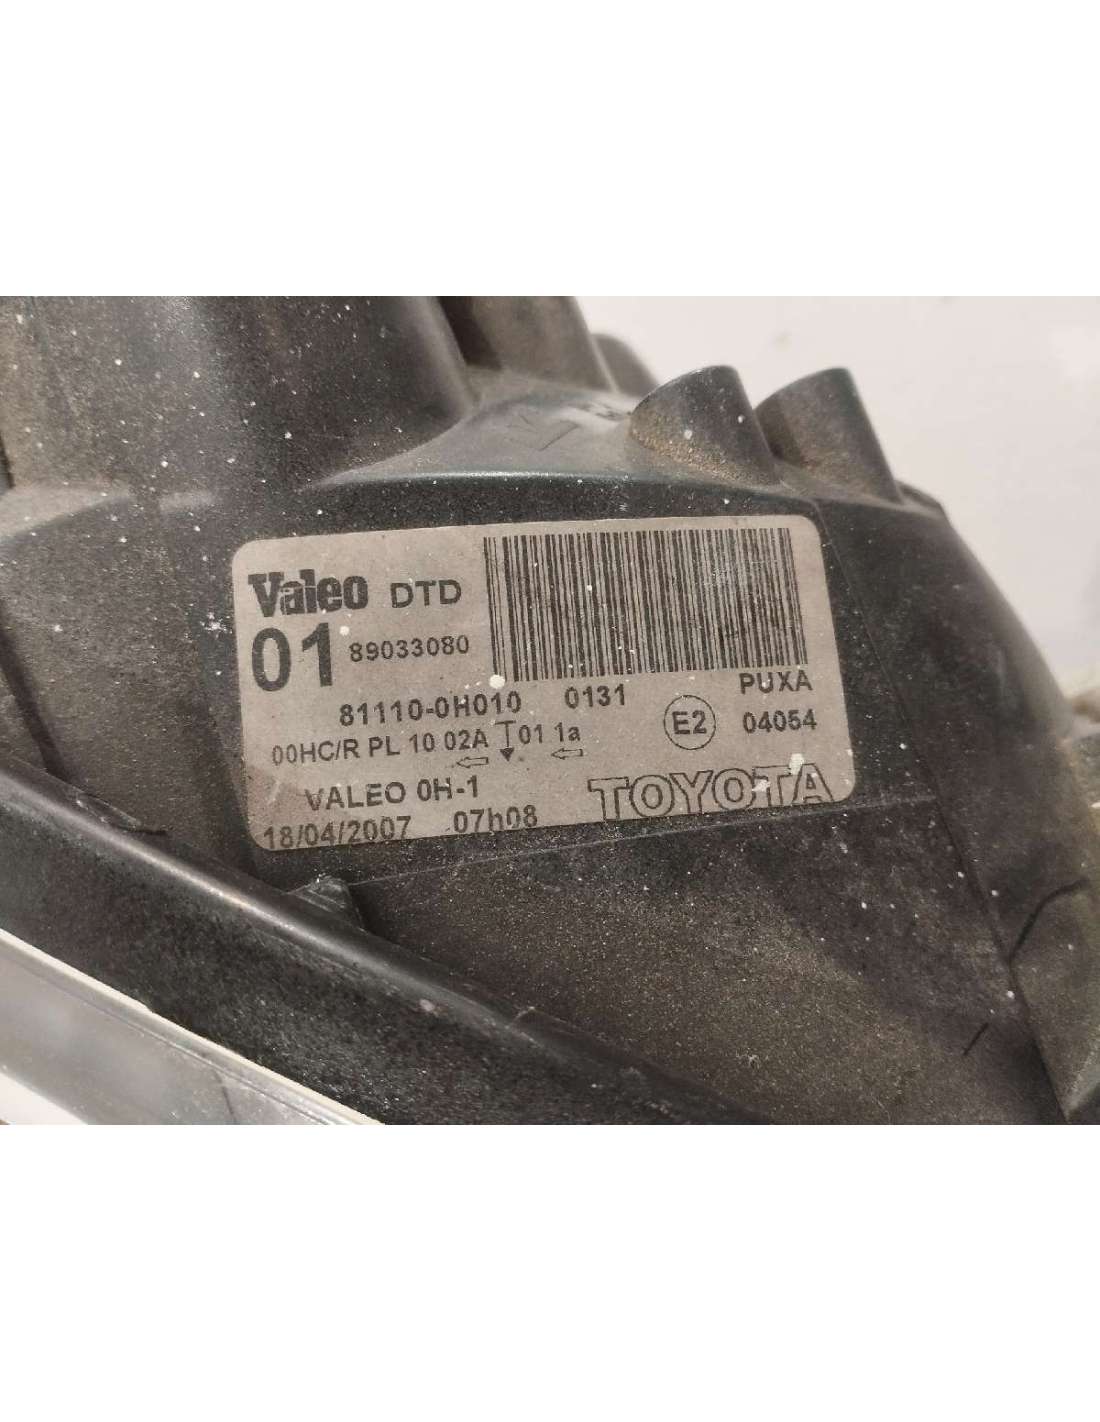 Valeo DTD
01 89033080
81110-0H010 0131 PUXA
00HC/R PL 10 02A 01 1a E2 04054
VALEO 0H-1 TOYOTA
18/04/2007 07h08